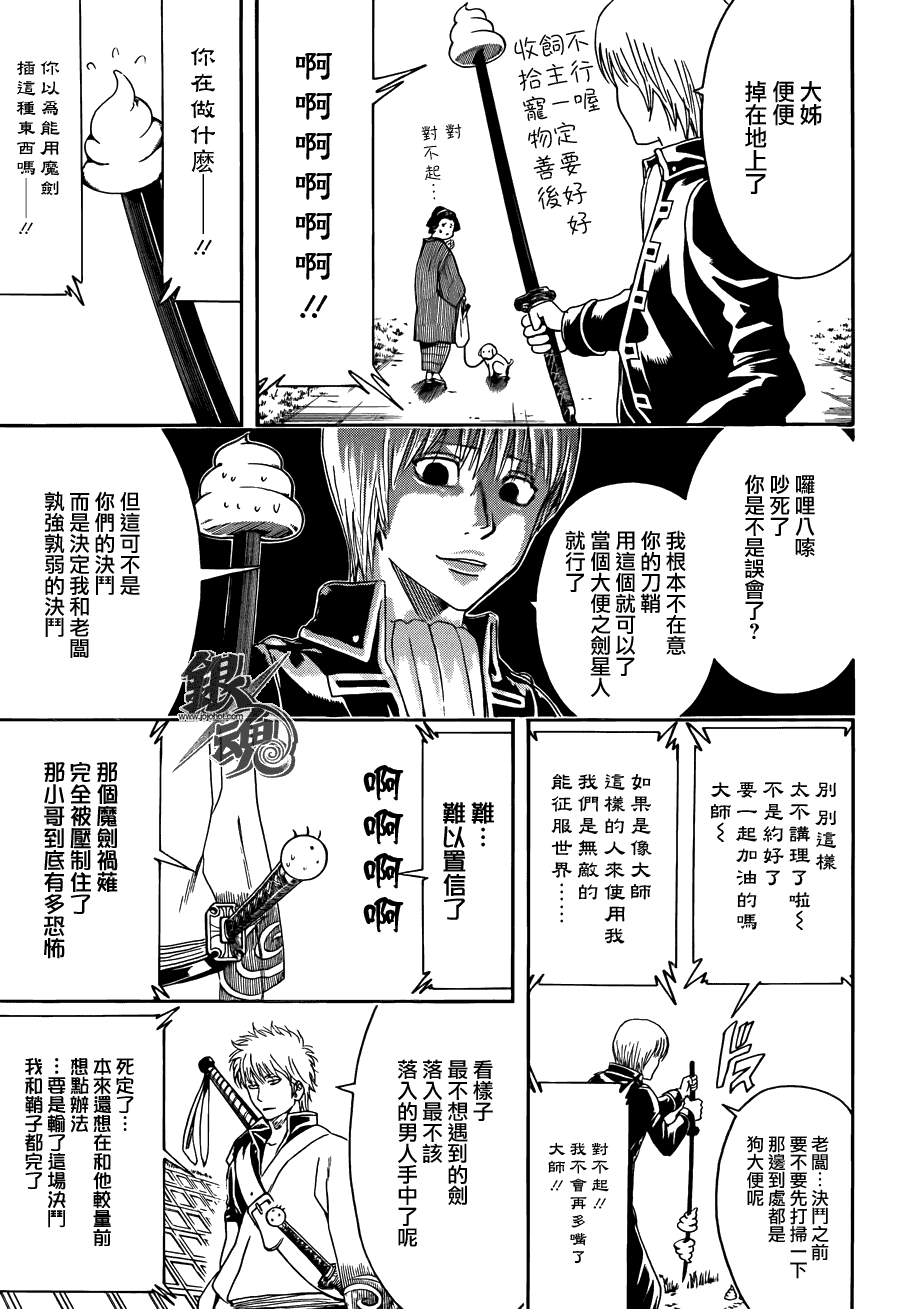 大姊
便便
掉在地上了
不行喔
飼主一定要好好
收拾寵物善後
對
對不起…
啊啊啊啊啊啊!!
你在做什麼—!!
你以為能用魔劍
插這種東西嗎—!!
囉哩八嗦
吵死了
你是不是誤會了?
我根本不在意
你的刀鞘
用這個就可以了
當個大便之劍星人
就行了
但這可不是
你們的決鬥
而是決定我和老闆
孰強孰弱的決鬥
銀魂
www.jojohot.com
別別這樣
太不講理了啦~
不是約好了
要一起加油的嗎
大師~
如果是像大師
這樣的人來使用我
我們是無敵的
能征服世界……
難…
難以置信了
啊啊啊啊
那個魔劍禍薙
完全被壓制住了
那小哥到底有多恐怖
ドスッ
老闆…決鬥之前
要不要先打掃一下
那邊到處都是
狗大便呢
對不起!!
我不會再多嘴了
大師!!
看樣子
最不想遇到的劍
落入最不該
落入的男人手中了呢
死定了…
本來還想在和他較量前
想點辦法
…要是輸了這場決鬥
我和鞘子都完了